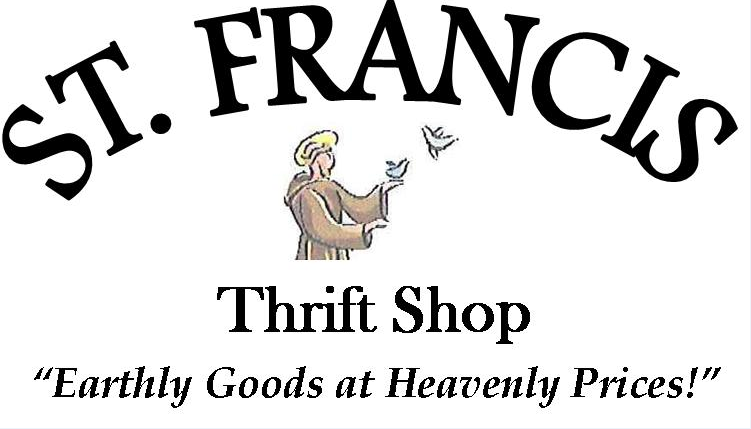 ST. FRANCIS
Thrift Shop
“Earthly Goods at Heavenly Prices!”